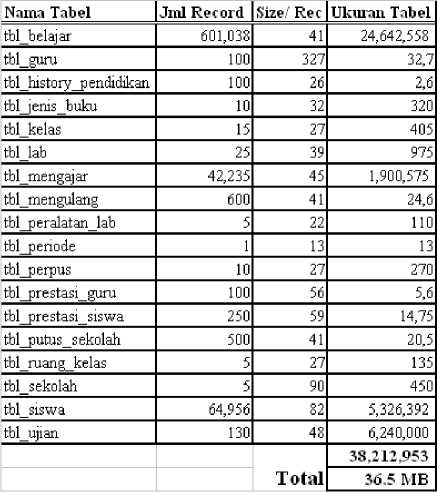 Nama Tabel Jml Record Size/ Rec Ukuran Tabel
tbl_belajar 601,038 41 24,642,558
tbl_guru 100 327 32,7
tbl_history_pendidikan 100 26 2,6
tbl_jenis_buku 10 32 320
tbl_kelas 15 27 405
tbl_lab 25 39 975
tbl_mengajar 42,235 45 1,900,575
tbl_mengulang 600 41 24,6
tbl_peralatan_lab 5 22 110
tbl_periode 1 13 13
tbl_perpus 10 27 270
tbl_prestasi_guru 100 56 5,6
tbl_prestasi_siswa 250 59 14,75
tbl_putus_sekolah 500 41 20,5
tbl_ruang_kelas 5 27 135
tbl_sekolah 5 90 450
tbl_siswa 64,956 82 5,326,392
tbl_ujian 130 48 6,240,000
38,212,953
Total 36.5 MB